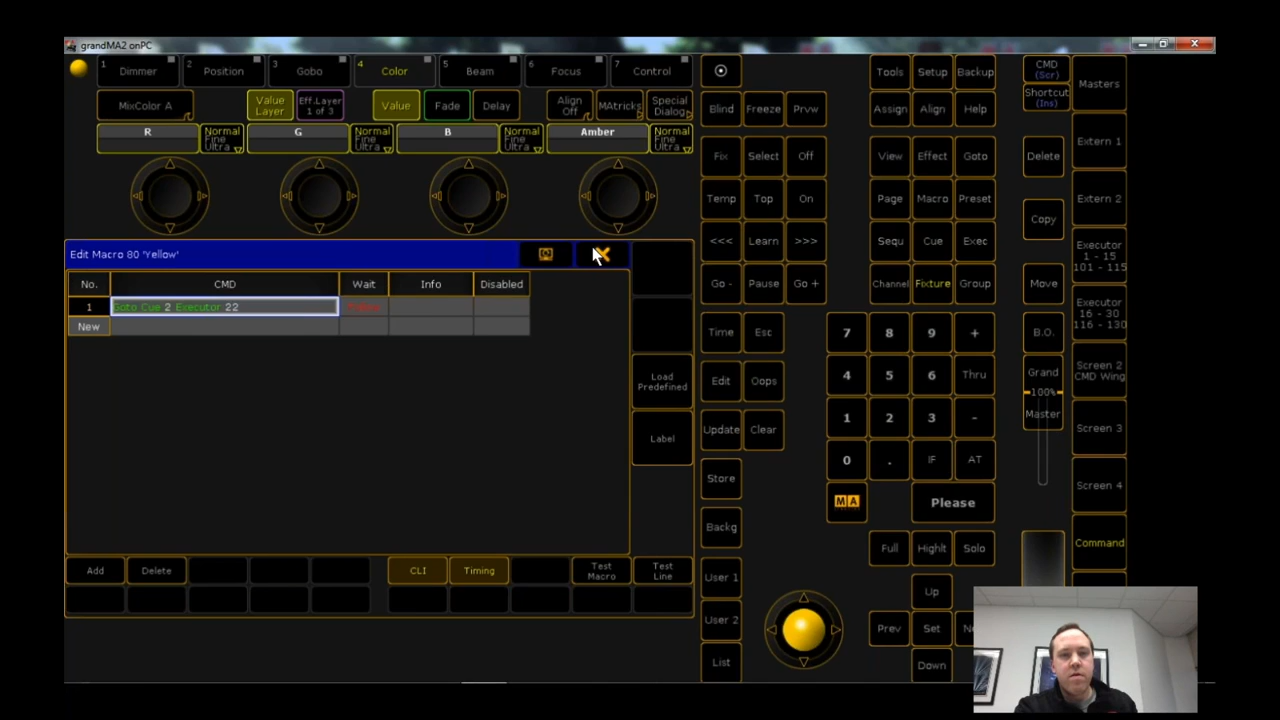 grandMA2 onPC
1 Dimmer 2 Position 3 Gobo 4 Color 5 Beam 6 Focus 7 Control
MixColor A Value Layer Eff.Layer 1 of 3 Value Fade Delay Align Off MAtricks Special Dialog
R Normal Fine Ultra G Normal Fine Ultra B Normal Fine Ultra Amber Normal Fine Ultra
Edit Macro 80 'Yellow'
No. CMD Wait Info Disabled
1 Goto Cue 2 Executor 22
New
Load Predefined
Label
Add Delete CLI Timing Test Macro Test Line
Blind Freeze Prvw
Fix Select Off
Temp Top On
<<< Learn >>>
Go - Pause Go +
Time Esc
Edit Oops
Update Clear
Store
Backg
User 1
User 2
List
Tools Setup Backup
Assign Align Help
View Effect Goto
Page Macro Preset
Sequ Cue Exec
Channel Fixture Group
7 8 9 +
4 5 6 Thru
1 2 3 -
0 . IF AT
MA Please
Full Highlt Solo
Up
Prev Set
Down
CMD (Scr)
Shortcut (Ins)
Delete
Copy
Move
B.O.
Grand
100%
Master
Masters
Extern 1
Extern 2
Executor 1 - 15 101 - 115
Executor 16 - 30 116 - 130
Screen 2 CMD Wing
Screen 3
Screen 4
Command